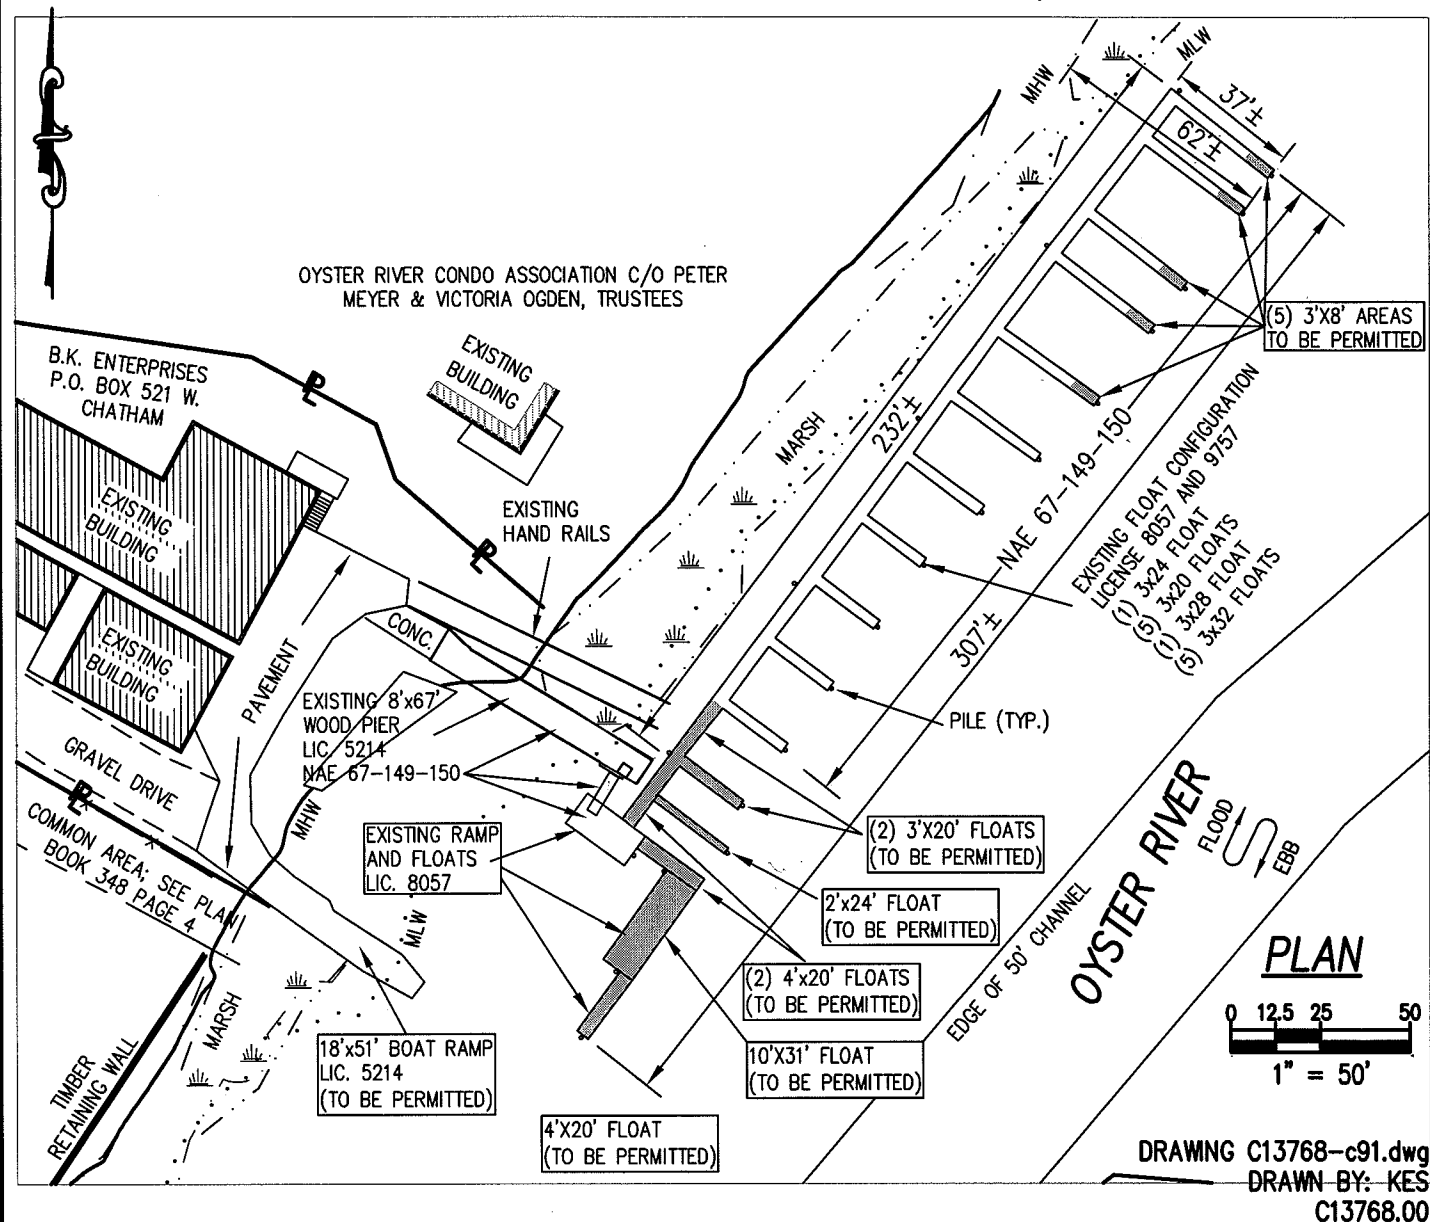 MHW
MLW
37'±
62'±
OYSTER RIVER CONDO ASSOCIATION C/O PETER
MEYER & VICTORIA OGDEN, TRUSTEES
(5) 3'X8' AREAS
TO BE PERMITTED
B.K. ENTERPRISES
P.O. BOX 521 W.
CHATHAM
PL
EXISTING
BUILDING
MARSH
232'±
NAE 67-149-150
EXISTING FLOAT CONFIGURATION
LICENSE 8057 AND 9757
(1) 3x24 FLOAT
(5) 3x20 FLOATS
(1) 3x28 FLOAT
(5) 3x32 FLOATS
EXISTING
BUILDING
EXISTING
HAND RAILS
PL
CONC.
EXISTING
BUILDING
PAVEMENT
307'±
EXISTING 8'x67'
WOOD PIER
LIC. 5214
NAE 67-149-150
PILE (TYP.)
GRAVEL DRIVE
PL
COMMON AREA; SEE PLAN
BOOK 348 PAGE 4
MHW
EXISTING RAMP
AND FLOATS
LIC. 8057
(2) 3'X20' FLOATS
(TO BE PERMITTED)
OYSTER RIVER
FLOOD
EBB
2'x24' FLOAT
(TO BE PERMITTED)
MLW
EDGE OF 50' CHANNEL
(2) 4'x20' FLOATS
(TO BE PERMITTED)
PLAN
0 12.5 25 50
1" = 50'
MARSH
TIMBER
RETAINING WALL
18'x51' BOAT RAMP
LIC. 5214
(TO BE PERMITTED)
10'X31' FLOAT
(TO BE PERMITTED)
4'X20' FLOAT
(TO BE PERMITTED)
DRAWING C13768-c91.dwg
DRAWN BY: KES
C13768.00